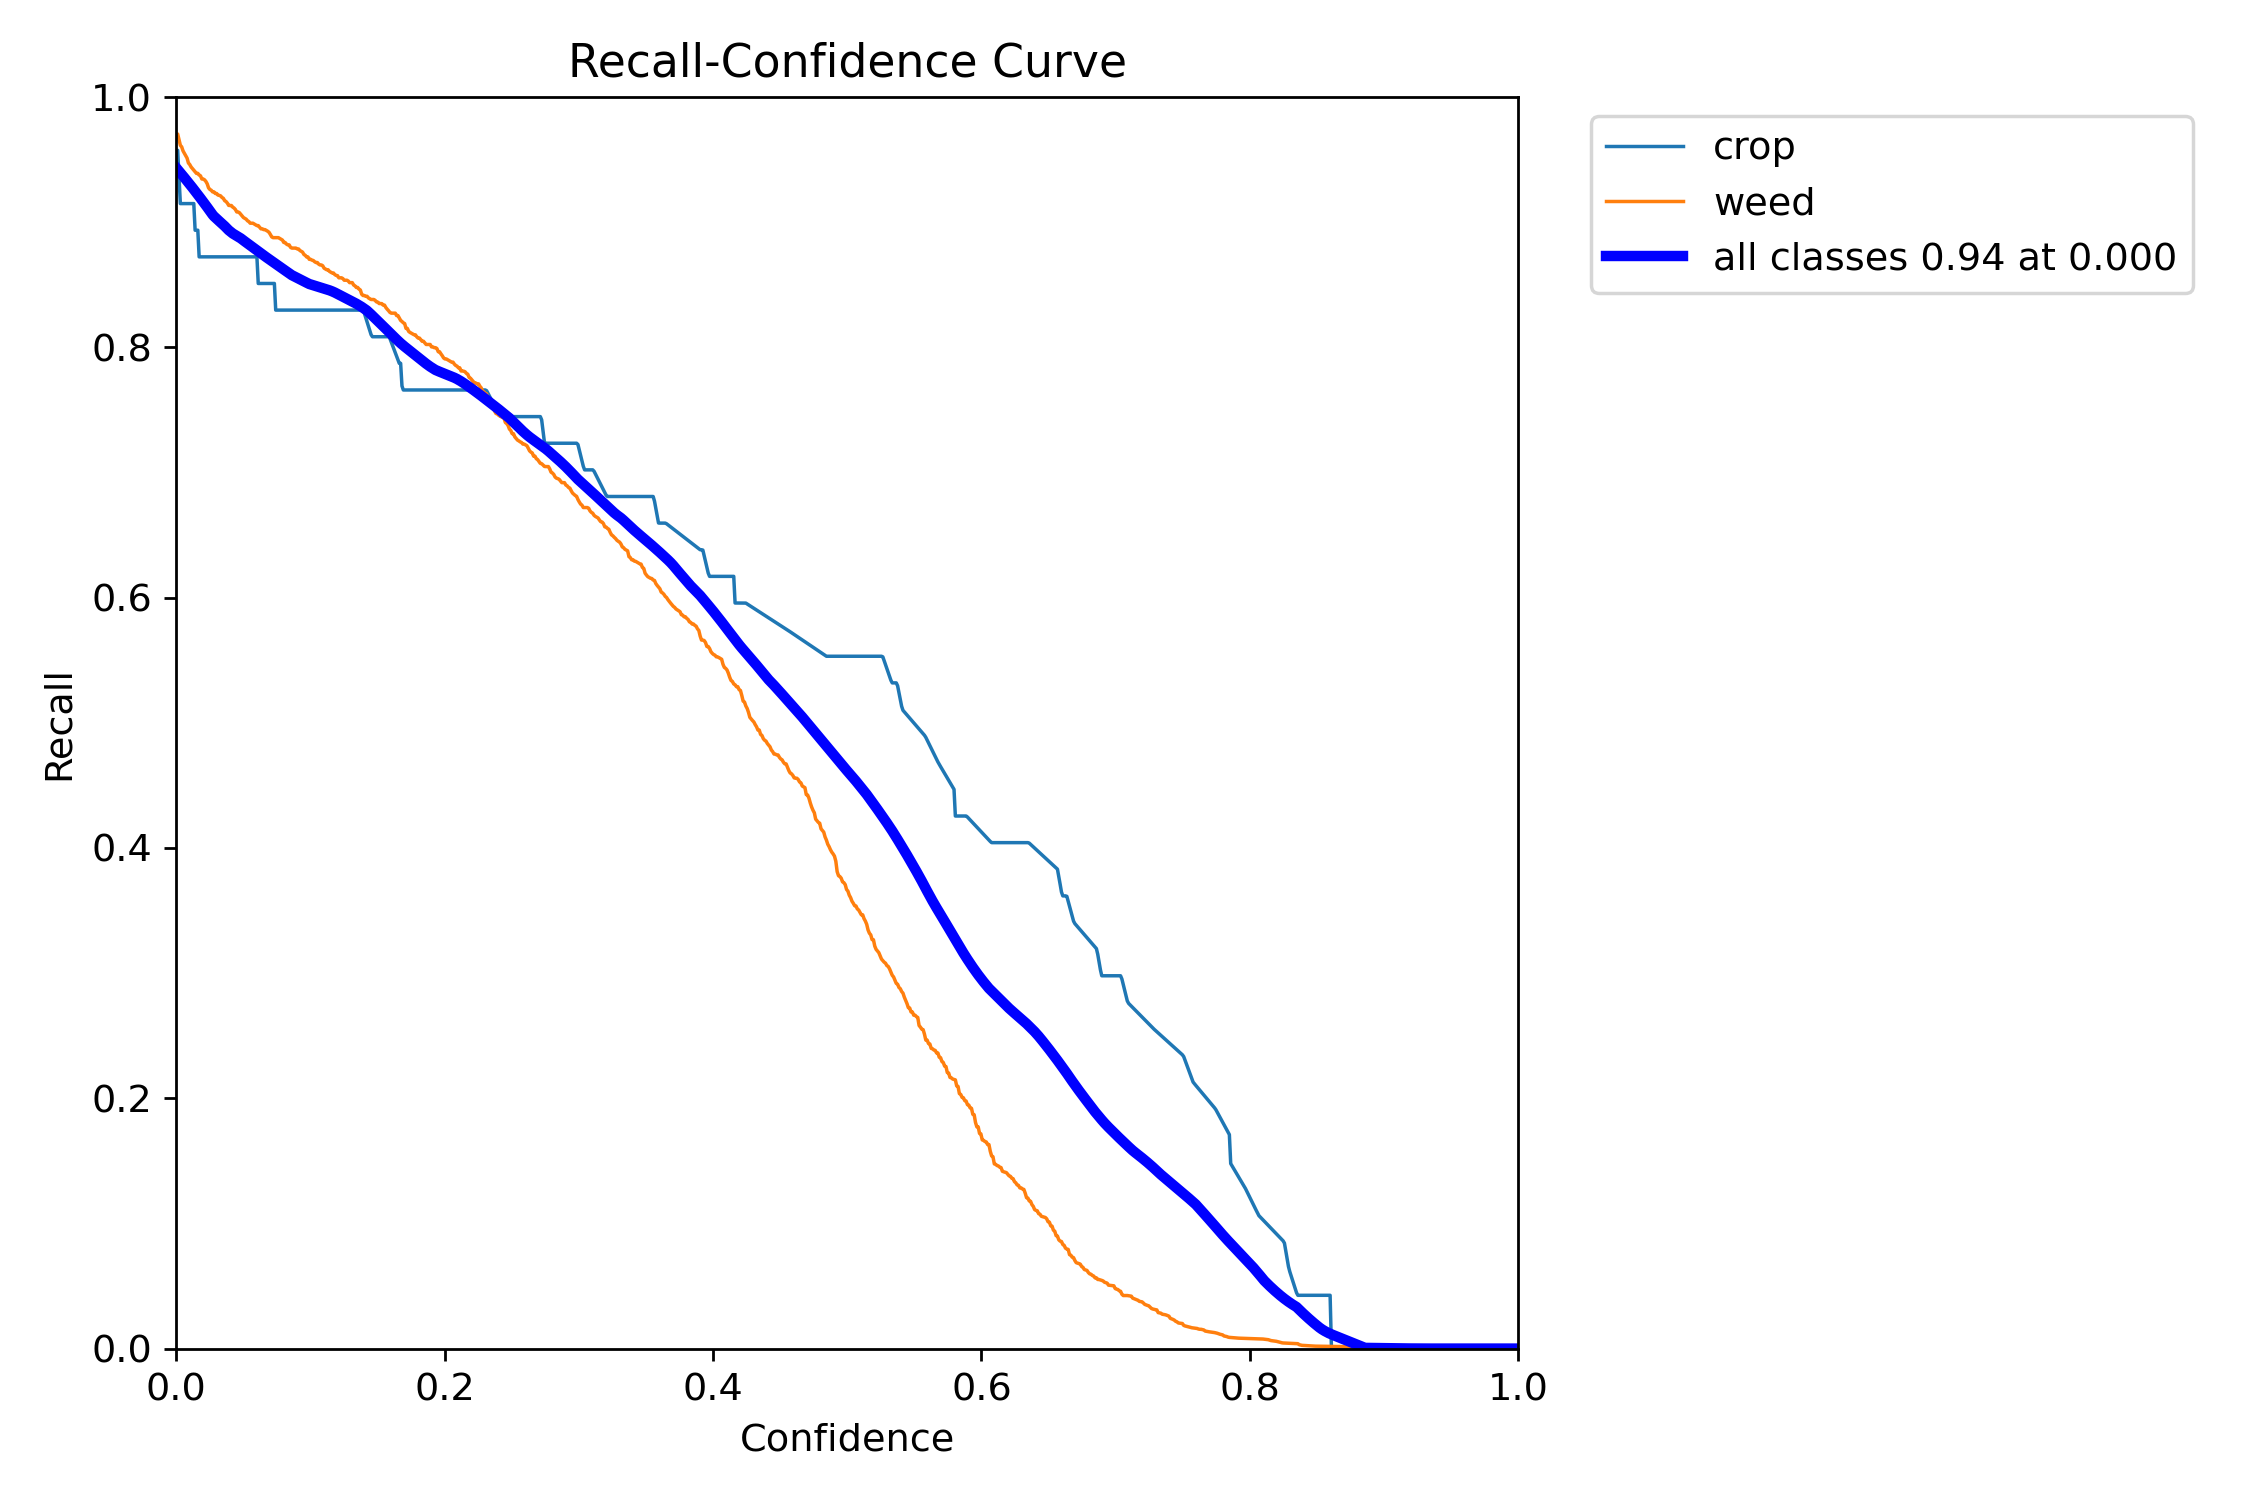 Recall-Confidence Curve
1.0
0.8
0.6
0.4
0.2
0.0
Recall
0.0 0.2 0.4 0.6 0.8 1.0
Confidence
crop
weed
all classes 0.94 at 0.000